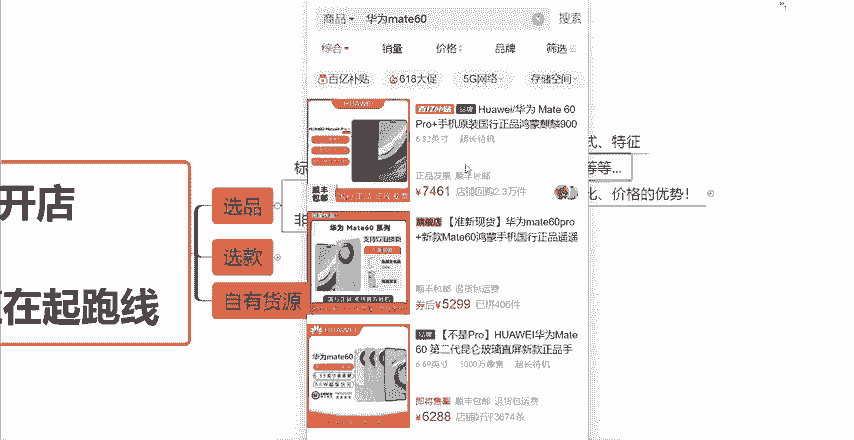 商品 华为mate60 搜索
综合 销量 价格 品牌 筛选
百亿补贴 618大促 5G网络 存储空间
HUAWEI
顺丰包邮
百亿补贴 品牌 Huawei/华为 Mate 60
Pro+手机原装国行正品鸿蒙麒麟900
6.82英寸 超长待机
正品发票 顺丰包邮
¥7461 店铺回购2.3万件
华为 Mate60 系列
旗舰店 【准新现货】华为mate60pro
+新款Mate60鸿蒙手机国行正品遥遥
顺丰包邮 退货包运费
券后¥5299 已拼406件
HUAWEI
华为mate60
品牌 【不是Pro】HUAWEI华为Mate
60 第二代昆仑玻璃直屏新款正品手
6.69英寸 5000万像素 超长待机
即将售罄 顺丰包邮 退货包运费
¥6288 店铺好评3674条
开店
在起跑线
选品
选款
自有货源
标
非
式、特征
等等...
化、价格的优势！